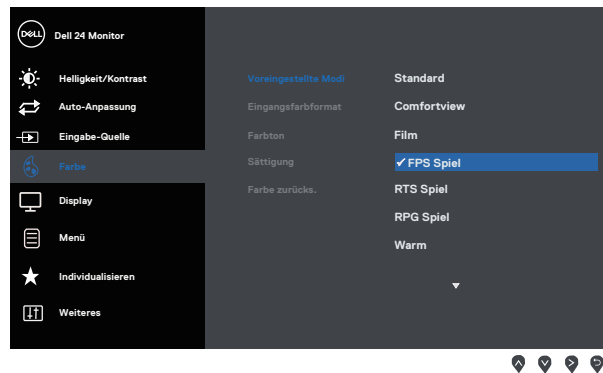 DELL Dell 24 Monitor
Helligkeit/Kontrast
Auto-Anpassung
Eingabe-Quelle
Farbe
Display
Menü
Individualisieren
Weiteres
Voreingestellte Modi
Eingangsfarbformat
Farbton
Sättigung
Farbe zurücks.
Standard
Comfortview
Film
✓FPS Spiel
RTS Spiel
RPG Spiel
Warm